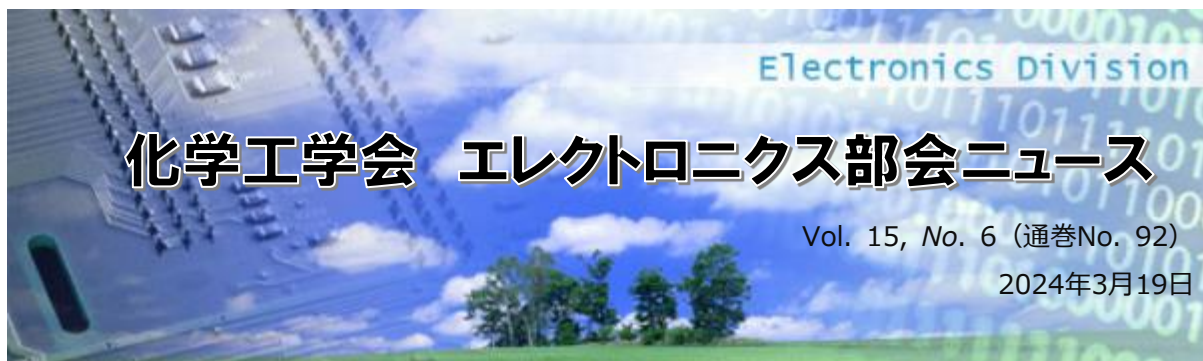 Electronics Division
化学工学会 エレクトロニクス部会ニュース
Vol. 15, No. 6（通巻No. 92）
2024年3月19日